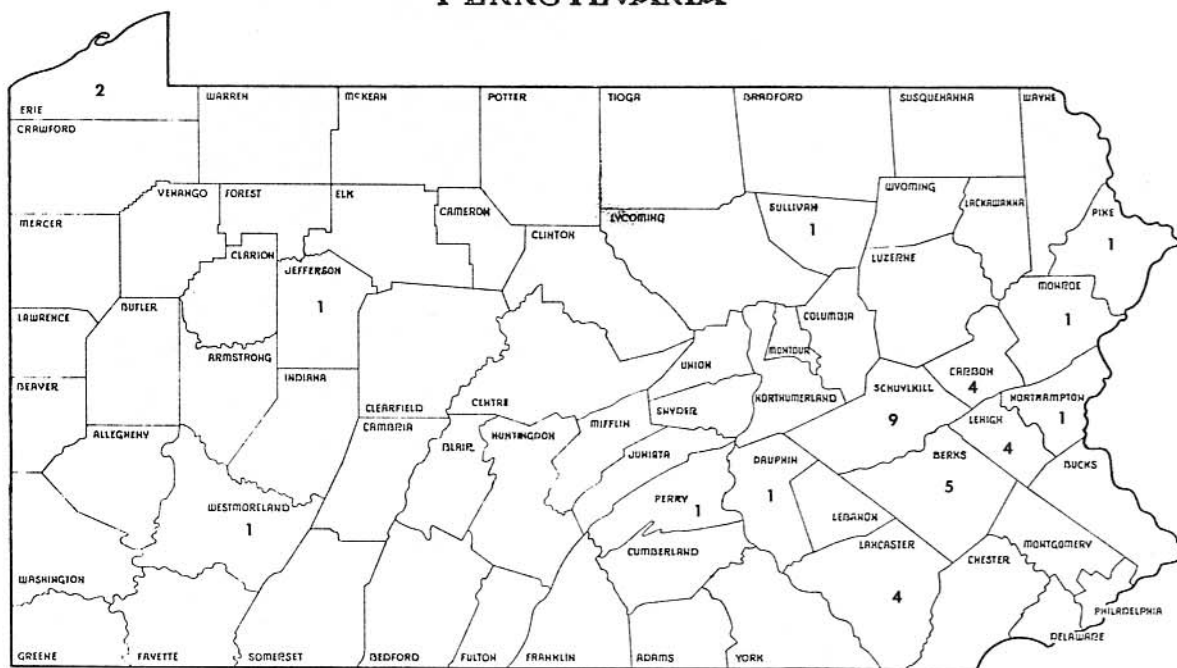 PENNSYLVANIA
2
ERIE
CRAWFORD
WARREN
McKEAN
POTTER
TIOGA
BRADFORD
SUSQUEHANNA
WAYNE
MERCER
VENANGO
FOREST
ELK
CAMERON
CLINTON
LYCOMING
SULLIVAN
1
WYOMING
LACKAWANNA
PIKE
1
CLARION
JEFFERSON
1
LUZERNE
MONROE
1
LAWRENCE
BUTLER
ARMSTRONG
COLUMBIA
MONTOUR
UNION
BEAVER
INDIANA
CLEARFIELD
CENTRE
SNYDER
NORTHUMERLAND
SCHUYLKILL
9
CARBON
4
LEHIGH
4
NORTHAMPTON
1
ALLEGHENY
CAMBRIA
BLAIR
HUNTINGDON
MIFFLIN
JUNIATA
DAUPHIN
1
BERKS
5
BUCKS
WESTMORELAND
1
PERRY
1
LEBANON
CUMBERLAND
LANCASTER
4
CHESTER
MONTGOMERY
WASHINGTON
PHILADELPHIA
DELAWARE
GREENE
FAYETTE
SOMERSET
BEDFORD
FULTON
FRANKLIN
ADAMS
YORK